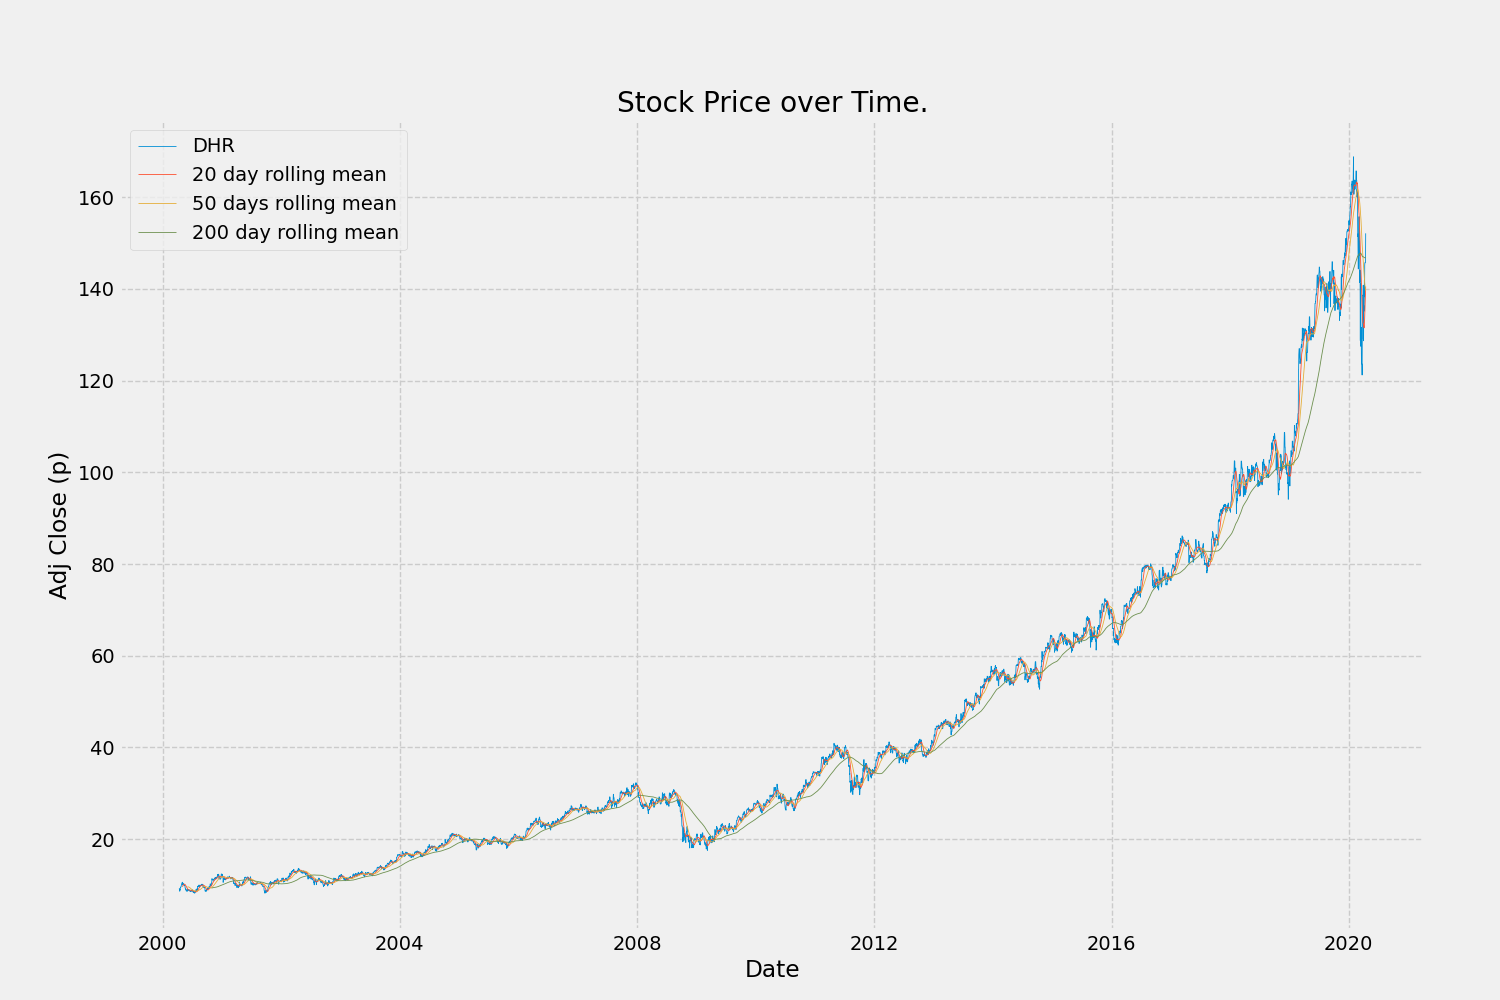 Stock Price over Time.
DHR
20 day rolling mean
50 days rolling mean
200 day rolling mean
160
140
120
100
80
60
40
20
Adj Close (p)
2000 2004 2008 2012 2016 2020
Date